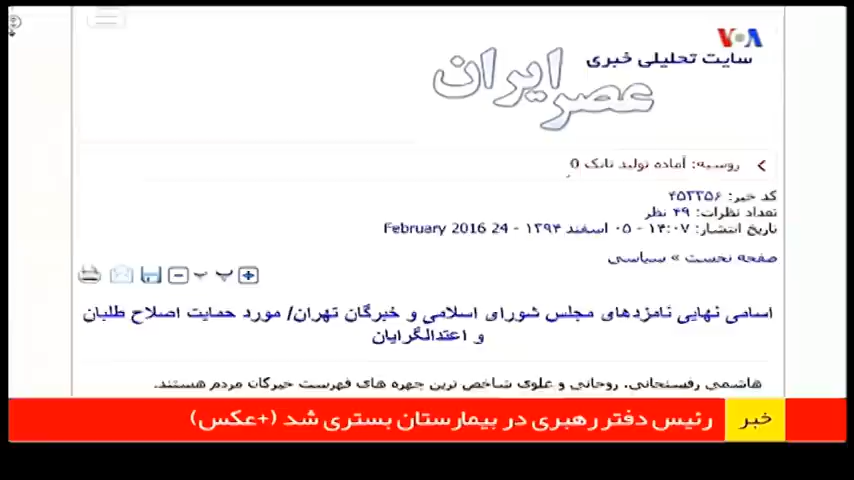 VOA
سایت تحلیلی خبری
عصر ایران
روسیه: آماده تولید تانک 0
کد خبر: ۴۵۳۳۵۶
تعداد نظرات: ۴۹ نظر
تاریخ انتشار: ۱۴:۰۷ - ۰۵ اسفند ۱۳۹۴ - 24 February 2016
صفحه نخست » سیاسی
اسامی نهایی نامزدهای مجلس شورای اسلامی و خبرگان تهران/ مورد حمایت اصلاح طلبان
و اعتدالگرایان
هاشمی رفسنجانی، روحانی و علوی شاخص ترین چهره های فهرست خبرگان مردم هستند.
خبر
رئیس دفتر رهبری در بیمارستان بستری شد (+عکس)